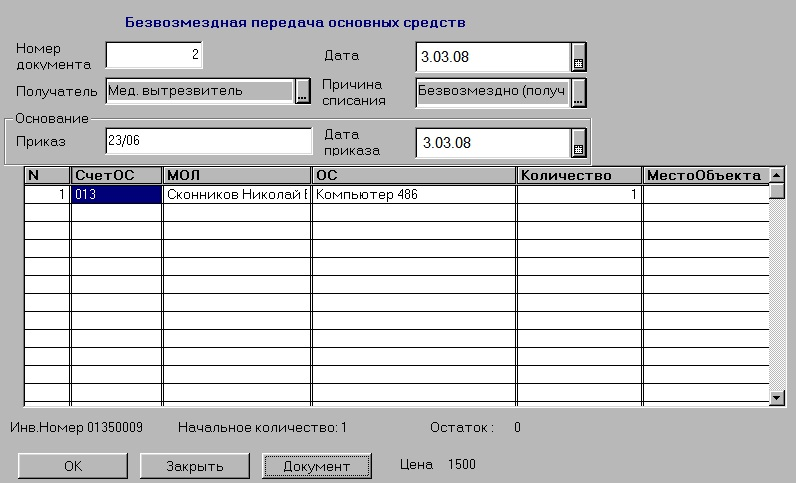 Безвозмездная передача основных средств
Номер документа 2 Дата 3.03.08
Получатель Мед. вытрезвитель ... Причина списания Безвозмездно (получ ...
Основание
Приказ 23/06 Дата приказа 3.03.08
N СчетОС МОЛ ОС Количество МестоОбъекта
1 013 Сконников Николай Компьютер 486 1
Инв.Номер 01350009 Начальное количество: 1 Остаток : 0
OK Закрыть Документ Цена 1500